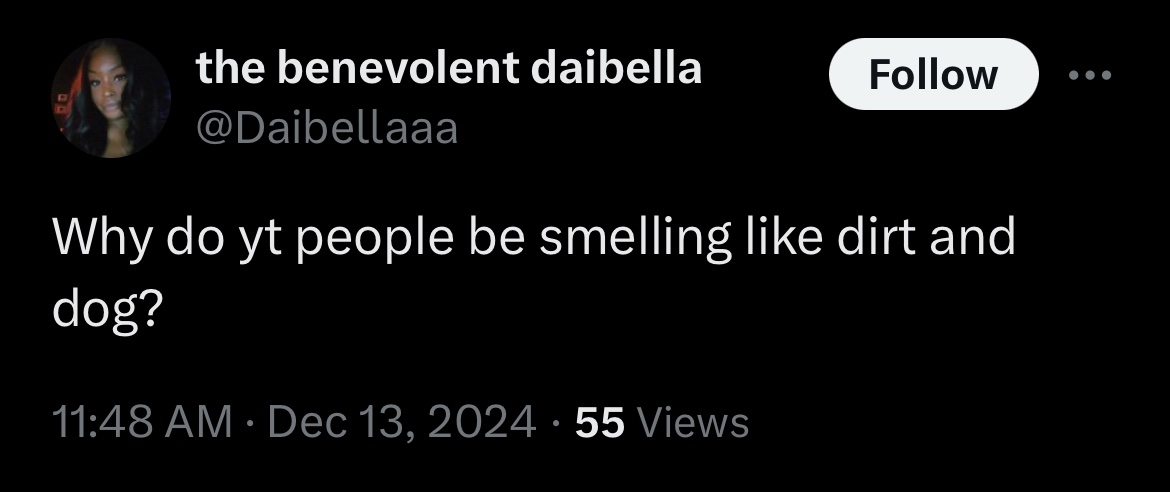 the benevolent daibella
Follow
@Daibellaaa
Why do yt people be smelling like dirt and
dog?
11:48 AM · Dec 13, 2024 · 55 Views